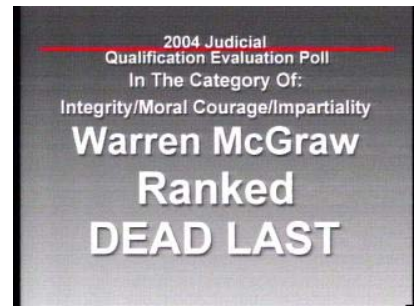 2004 Judicial
Qualification Evaluation Poll
In The Category Of:
Integrity/Moral Courage/Impartiality
Warren McGraw
Ranked
DEAD LAST